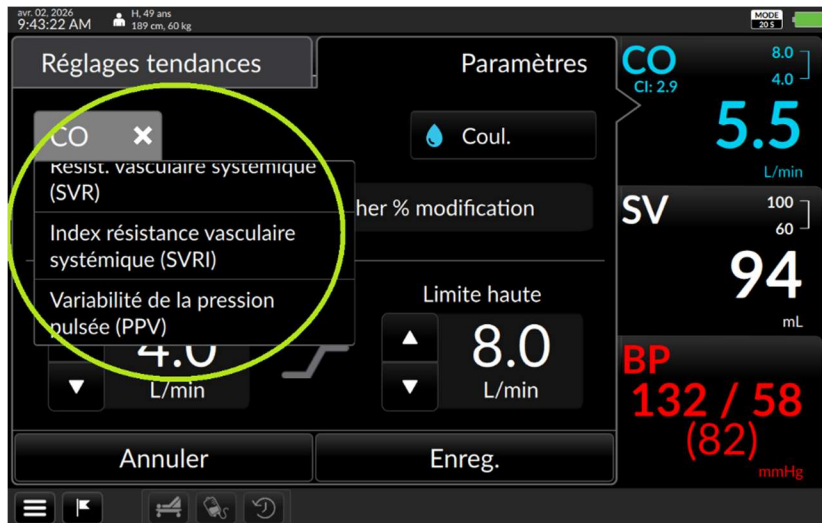 avr. 02, 2026
9:43:22 AM
H, 49 ans
189 cm, 60 kg
MODE
20 S
Réglages tendances
Paramètres
CO
Coul.
Résist. vasculaire systémique
(SVR)
Index résistance vasculaire
systémique (SVRI)
Variabilité de la pression
pulsée (PPV)
her % modification
4.0
L/min
Limite haute
8.0
L/min
Annuler
Enreg.
CO
CI: 2.9
8.0
4.0
5.5
L/min
SV
100
60
94
mL
BP
132 / 58
(82)
mmHg